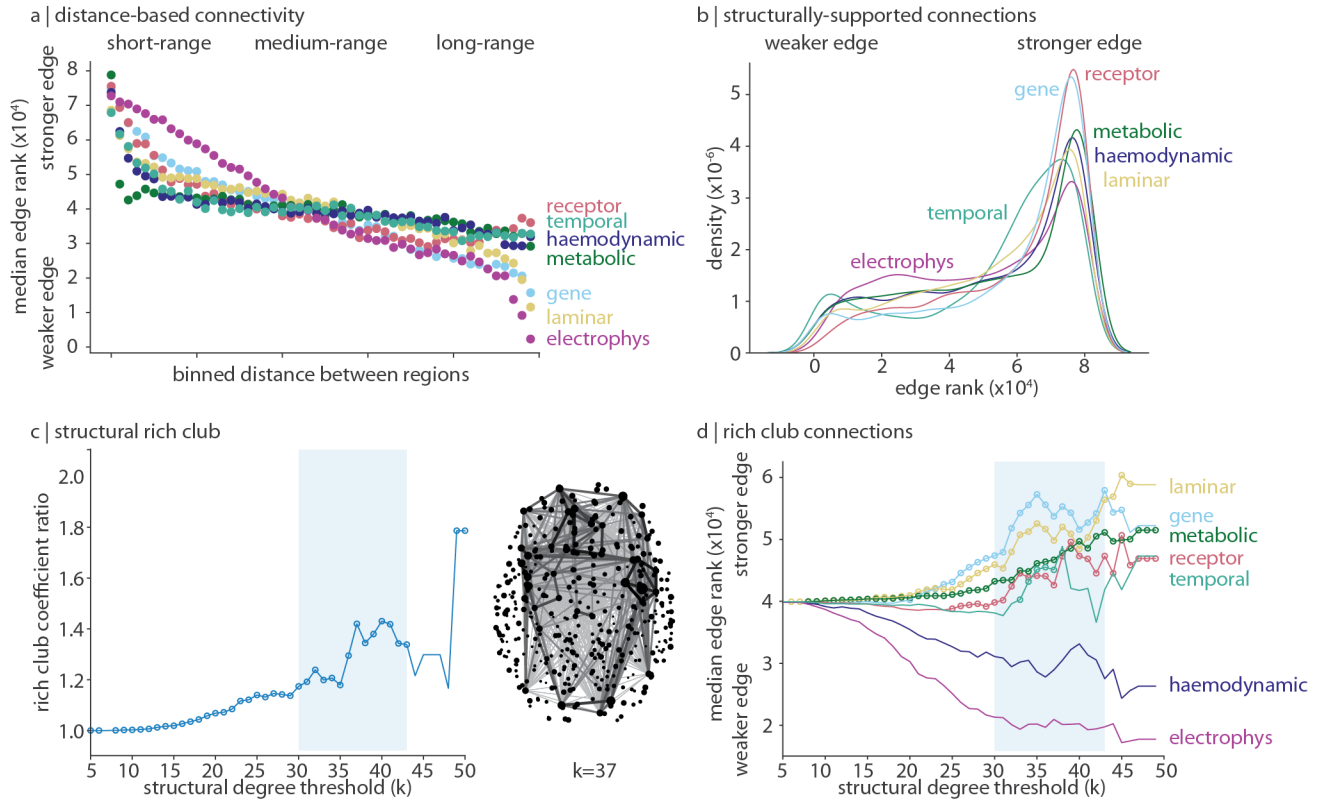 a | distance-based connectivity
short-range medium-range long-range
median edge rank (x10⁴)
weaker edge stronger edge
8
7
6
5
4
3
2
1
0
receptor
temporal
haemodynamic
metabolic
gene
laminar
electrophys
binned distance between regions
b | structurally-supported connections
weaker edge stronger edge
density (x10⁻⁶)
5
4
3
2
1
0
receptor
gene
metabolic
haemodynamic
laminar
temporal
electrophys
0 2 4 6 8
edge rank (x10⁴)
c | structural rich club
rich club coefficient ratio
2.0
1.8
1.6
1.4
1.2
1.0
5 10 15 20 25 30 35 40 45 50
structural degree threshold (k)
k=37
d | rich club connections
median edge rank (x10⁴)
weaker edge stronger edge
6
5
4
3
2
laminar
gene
metabolic
receptor
temporal
haemodynamic
electrophys
5 10 15 20 25 30 35 40 45 50
structural degree threshold (k)